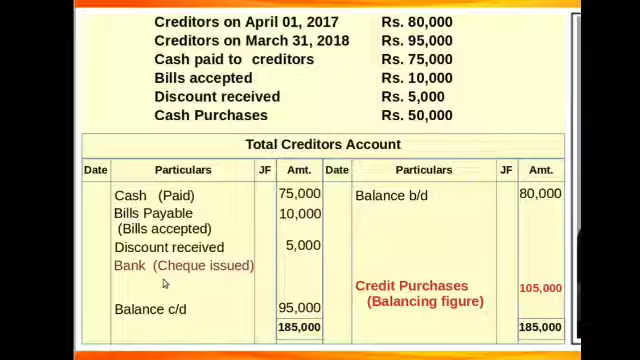 Creditors on April 01, 2017 Rs. 80,000
Creditors on March 31, 2018 Rs. 95,000
Cash paid to creditors Rs. 75,000
Bills accepted Rs. 10,000
Discount received Rs. 5,000
Cash Purchases Rs. 50,000
Total Creditors Account
Date Particulars JF Amt. Date Particulars JF Amt.
Cash (Paid) 75,000 Balance b/d 80,000
Bills Payable 10,000
(Bills accepted)
Discount received 5,000
Bank (Cheque issued)
Credit Purchases 105,000
(Balancing figure)
Balance c/d 95,000
185,000 185,000